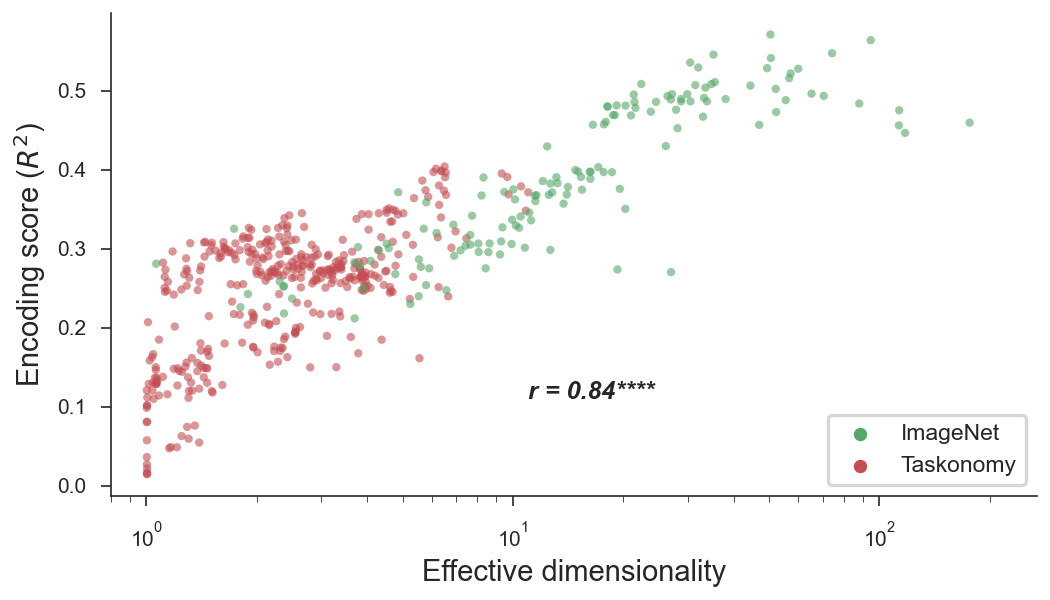 Encoding score (R²)
0.5
0.4
0.3
0.2
0.1
0.0
r = 0.84****
ImageNet
Taskonomy
10⁰
10¹
10²
Effective dimensionality